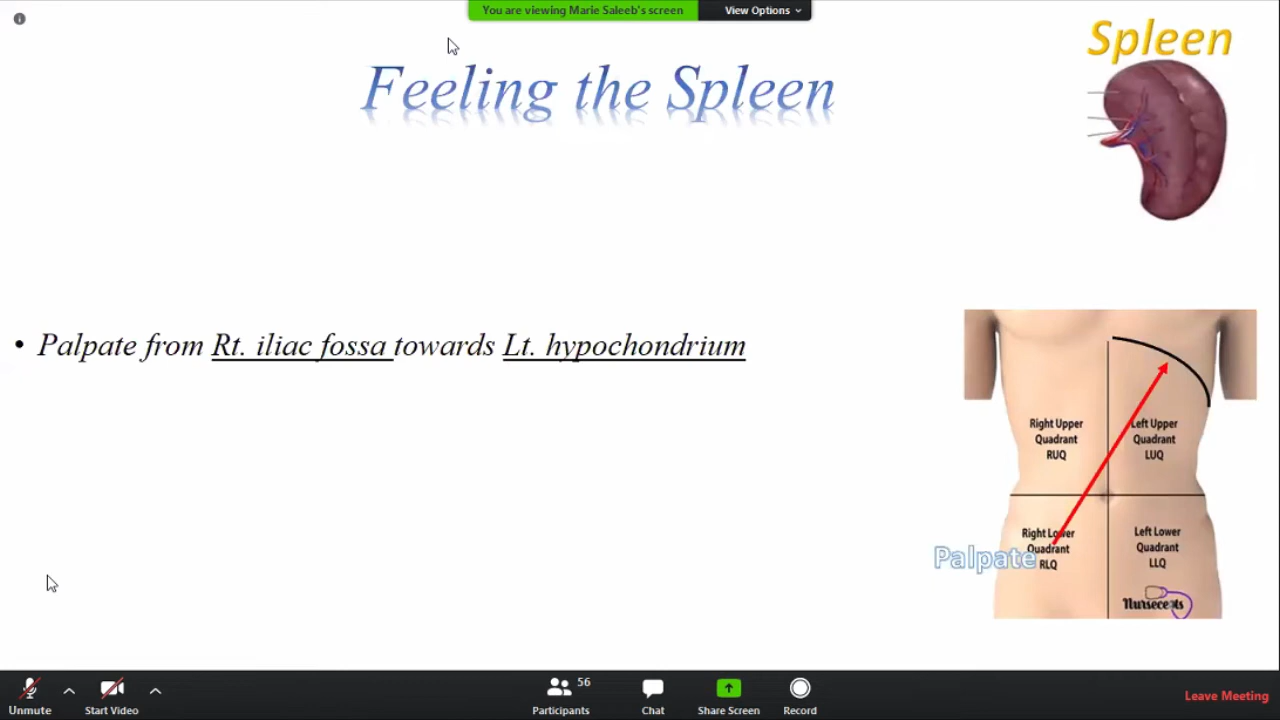 You are viewing Marie Saleeb's screen
View Options
Spleen
Feeling the Spleen
• Palpate from Rt. iliac fossa towards Lt. hypochondrium
Right Upper
Quadrant
RUQ
Left Upper
Quadrant
LUQ
Right Lower
Quadrant
RLQ
Left Lower
Quadrant
LLQ
Palpate
Nursecepts
Unmute
Start Video
56
Participants
Chat
Share Screen
Record
Leave Meeting